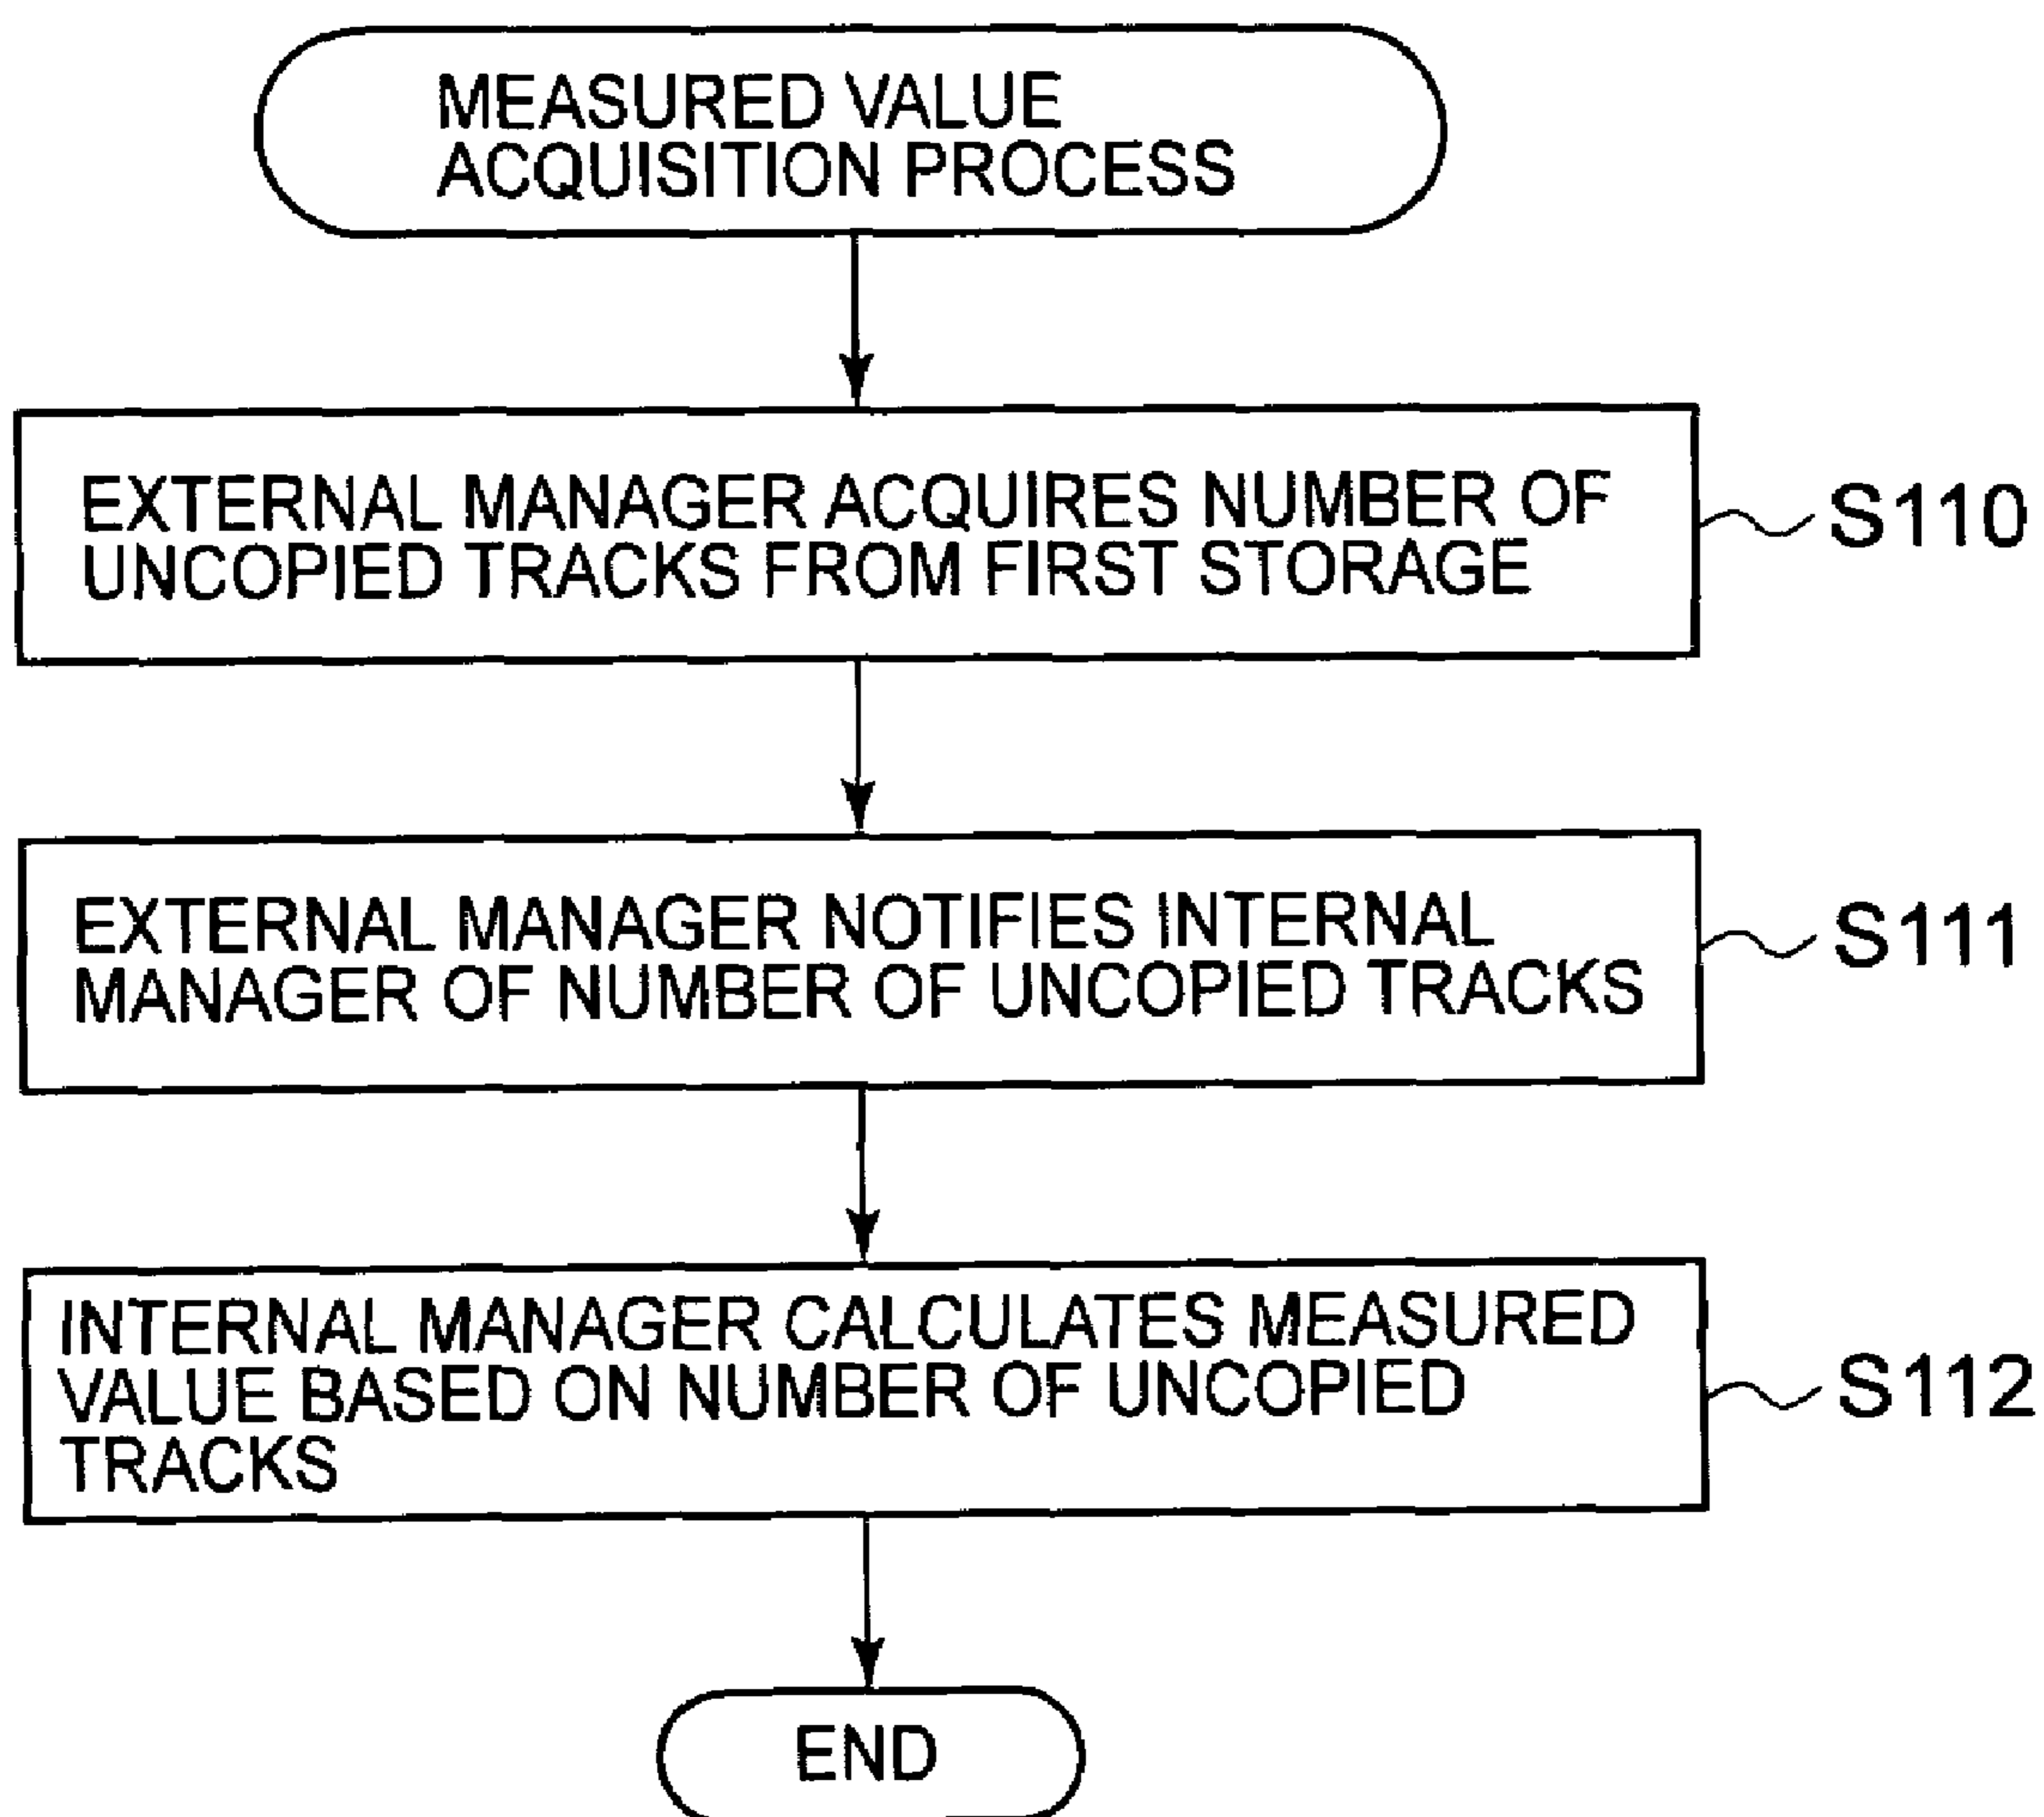 MEASURED VALUE
ACQUISITION PROCESS
EXTERNAL MANAGER ACQUIRES NUMBER OF
UNCOPIED TRACKS FROM FIRST STORAGE
S110
EXTERNAL MANAGER NOTIFIES INTERNAL
MANAGER OF NUMBER OF UNCOPIED TRACKS
S111
INTERNAL MANAGER CALCULATES MEASURED
VALUE BASED ON NUMBER OF UNCOPIED
TRACKS
S112
END